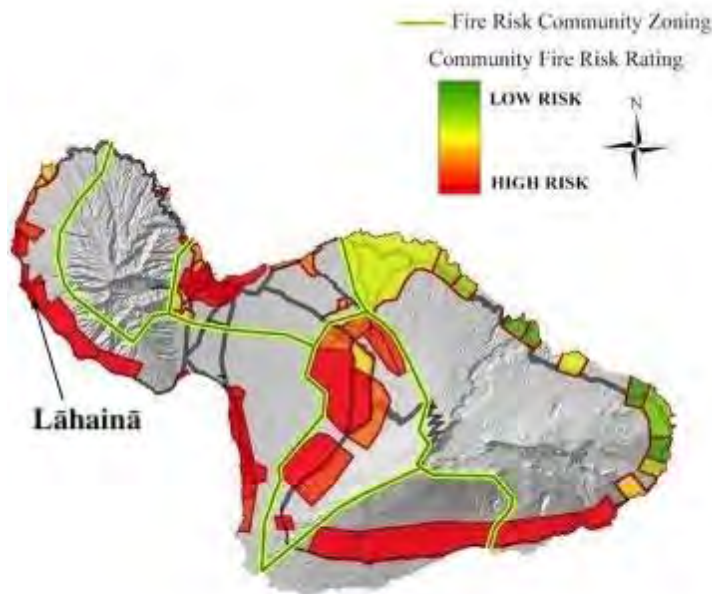 Fire Risk Community Zoning
Community Fire Risk Rating
LOW RISK
N
HIGH RISK
Lāhainā